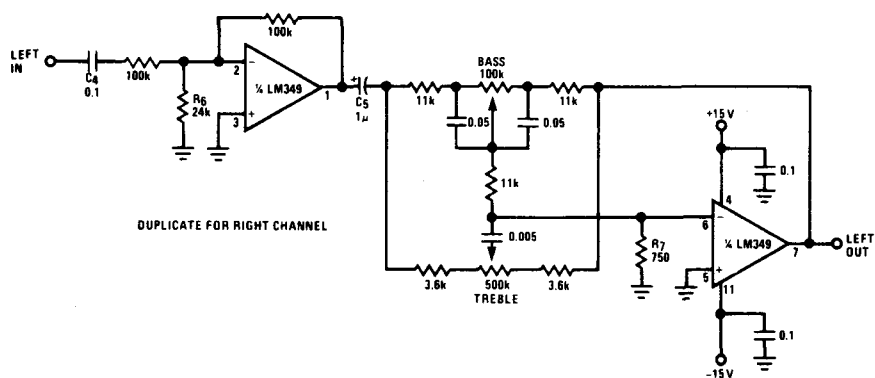 LEFT
IN
C4
0.1
100k
R6
24k
100k
2
−
¼ LM349
+
3
1
+
C5
1μ
BASS
100k
11k
11k
0.05
0.05
11k
0.005
3.6k
500k
3.6k
TREBLE
R7
750
+15V
0.1
4
6
−
¼ LM349
7
+
5
11
LEFT
OUT
0.1
−15V
DUPLICATE FOR RIGHT CHANNEL